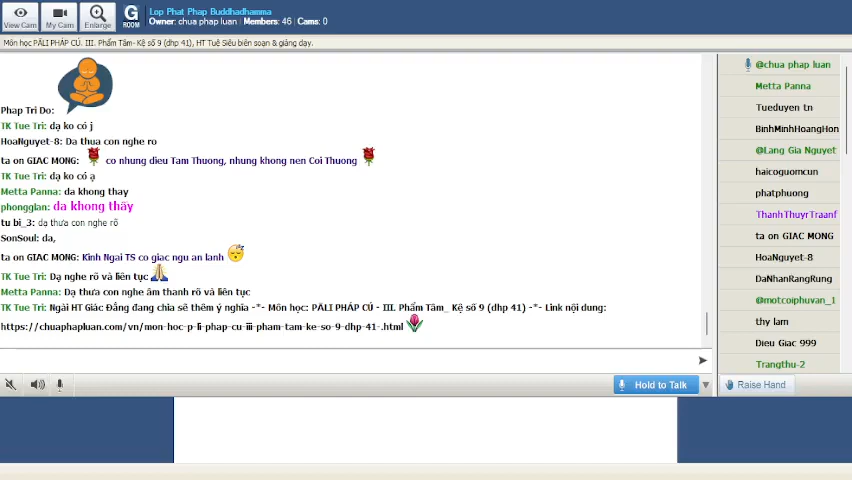 View Cam
My Cam
Enlarge
G
ROOM
Lop Phat Phap Buddhadhamma
Owner: chua phap luan , Members: 46 , Cams: 0
Môn học PĀLI PHÁP CÚ. III. Phẩm Tâm- Kệ số 9 (dhp 41), HT Tuệ Siêu biên soạn & giảng dạy.
Phap Tri Do:
TK Tue Tri: dạ ko có j
HoaNguyet-8: Da thua con nghe ro
ta on GIAC MONG: co nhung dieu Tam Thuong, nhung khong nen Coi Thuong
TK Tue Tri: dạ ko có ạ
Metta Panna: da khong thay
phonggian: da không thấy
tu bi_3: dạ thưa con nghe rõ
SonSoul: da,
ta on GIAC MONG: Kinh Ngai TS co giac ngu an lanh
TK Tue Tri: Dạ nghe rõ và liên tục
Metta Panna: Dạ thưa con nghe âm thanh rõ và liên tục
TK Tue Tri: Ngài HT Giác Đẳng đang chia sẽ thêm ý nghĩa -*- Môn học: PĀLI PHÁP CÚ - III. Phẩm Tâm_ Kệ số 9 (dhp 41) -*- Link nội dung:
https://chuaphapluan.com/vn/mon-hoc-p-li-phap-cu-iii-pham-tam-ke-so-9-dhp-41-.html
Hold to Talk
@chua phap luan
Metta Panna
Tueduyen tn
BinhMinhHoangHon
@Lang Gia Nguyet
haicoguomcun
phatphuong
ThanhThuyrTraanf
ta on GIAC MONG
HoaNguyet-8
DaNhanRangRung
@motcoiphuvan_1
thy lam
Dieu Giac 999
Trangthu-2
Raise Hand